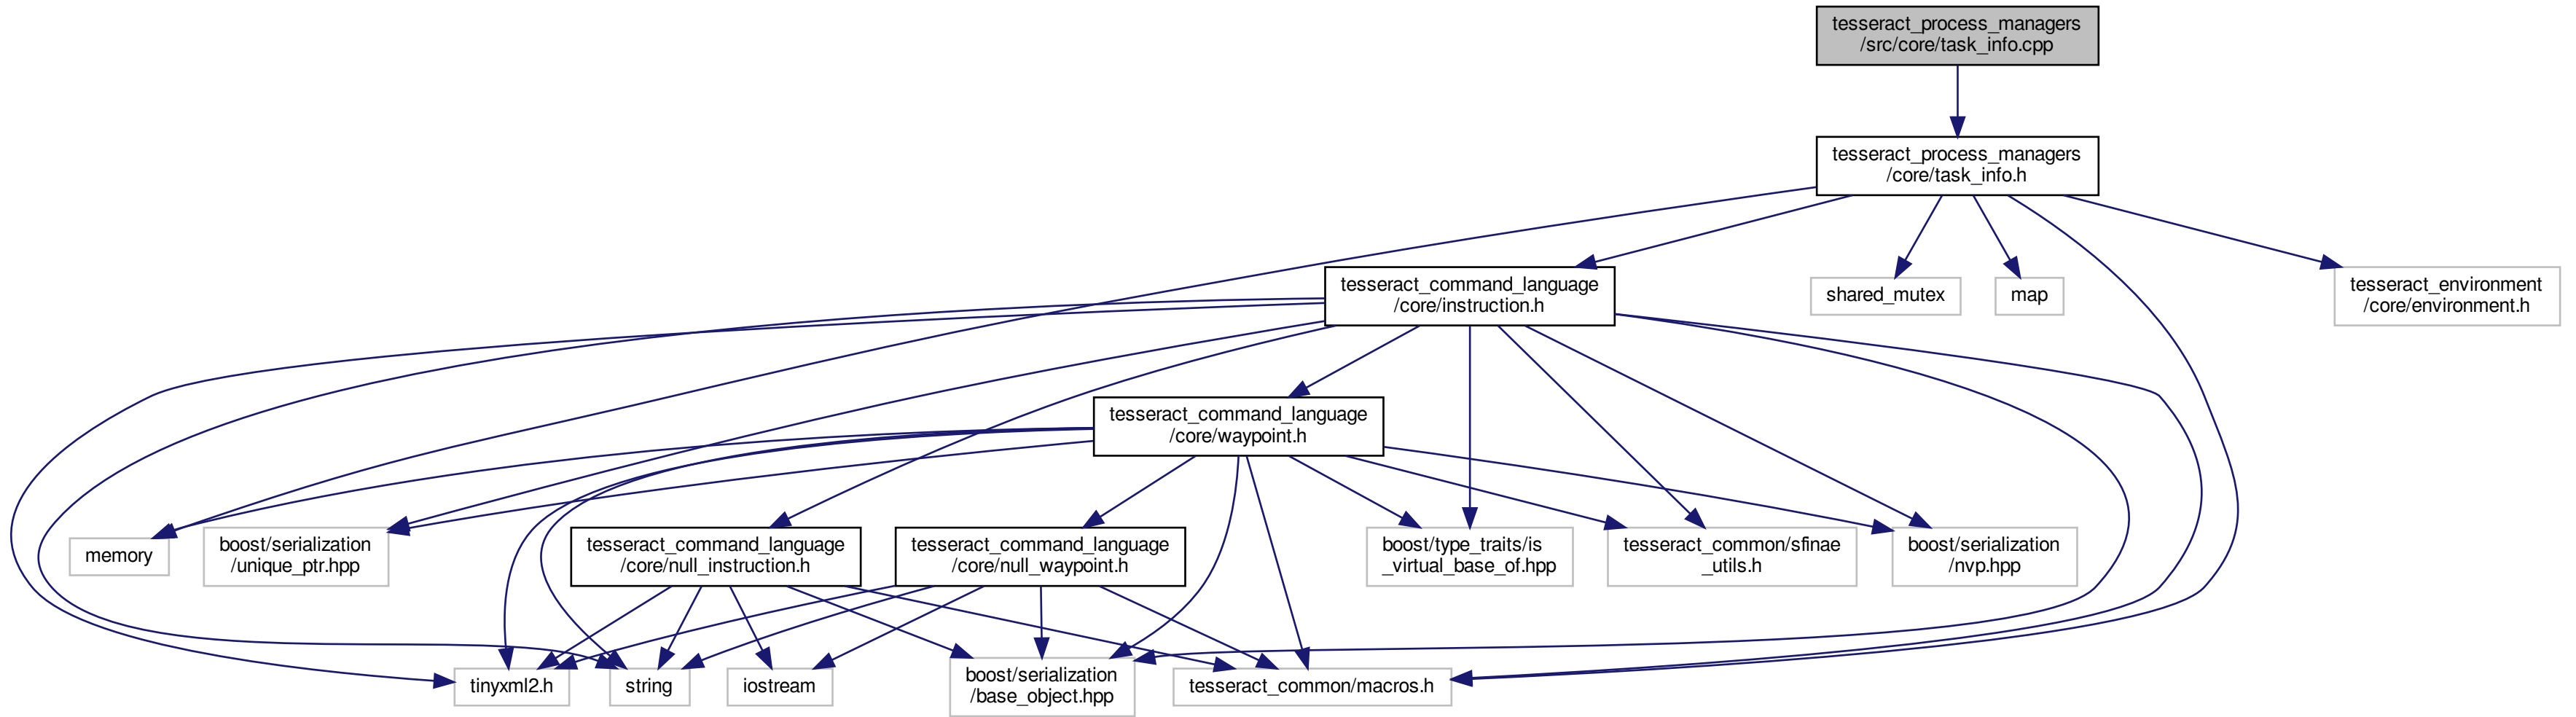 tesseract_process_managers
/src/core/task_info.cpp
tesseract_process_managers
/core/task_info.h
tesseract_command_language
/core/instruction.h
shared_mutex
map
tesseract_environment
/core/environment.h
tesseract_command_language
/core/waypoint.h
memory
boost/serialization
/unique_ptr.hpp
tesseract_command_language
/core/null_instruction.h
tesseract_command_language
/core/null_waypoint.h
boost/type_traits/is
_virtual_base_of.hpp
tesseract_common/sfinae
_utils.h
boost/serialization
/nvp.hpp
tinyxml2.h
string
iostream
boost/serialization
/base_object.hpp
tesseract_common/macros.h